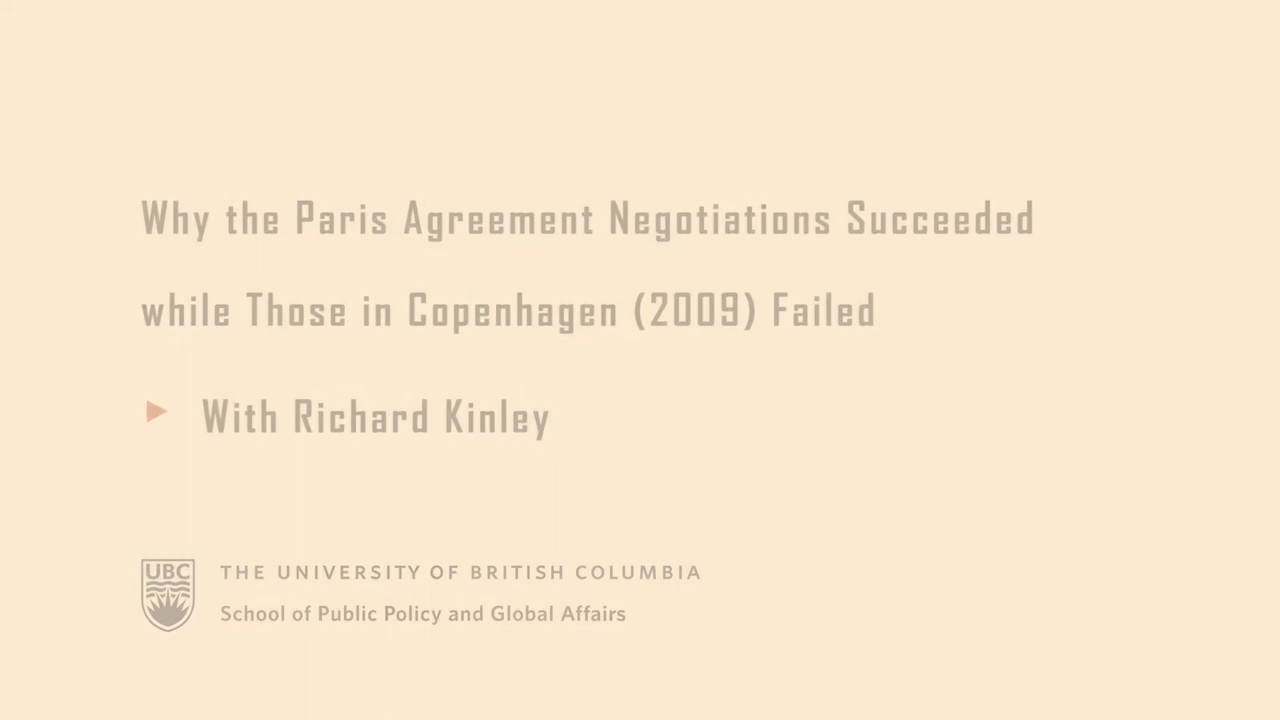 Why the Paris Agreement Negotiations Succeeded
while Those in Copenhagen (2009) Failed
With Richard Kinley
UBC
THE UNIVERSITY OF BRITISH COLUMBIA
School of Public Policy and Global Affairs